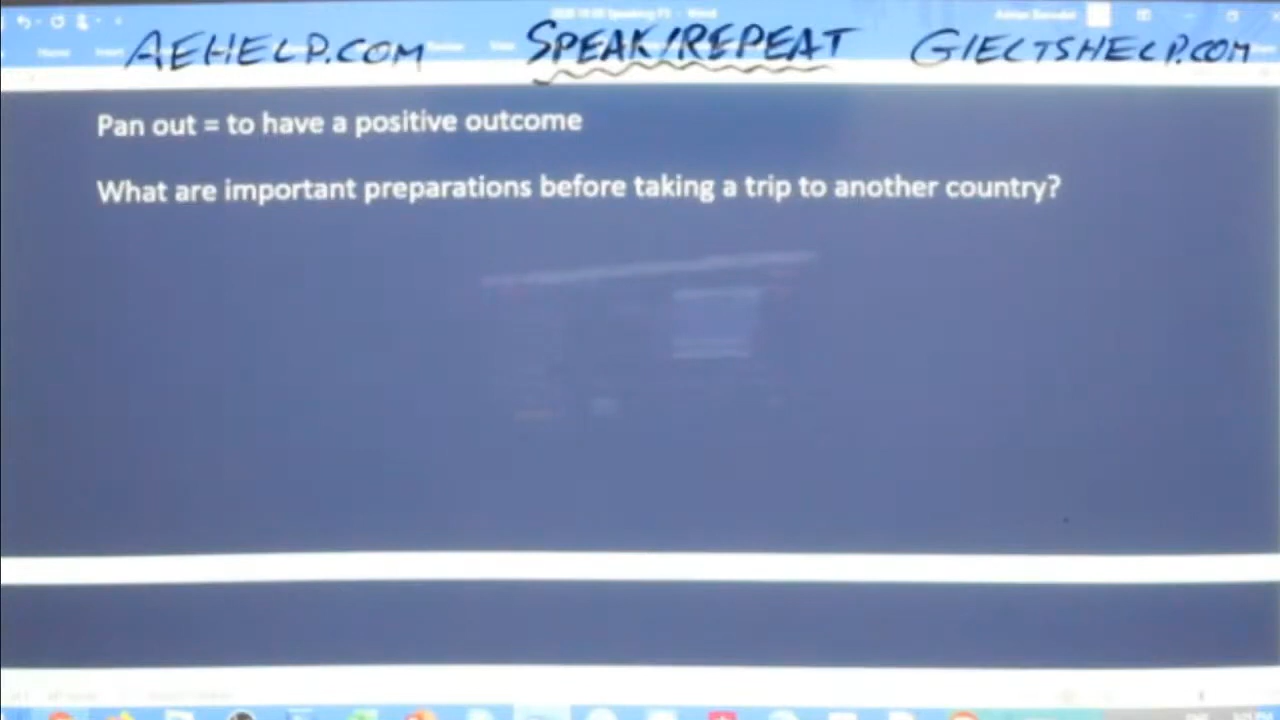 AEHELP.COM SPEAK/REPEAT GIELTSHELP.COM
Pan out = to have a positive outcome
What are important preparations before taking a trip to another country?